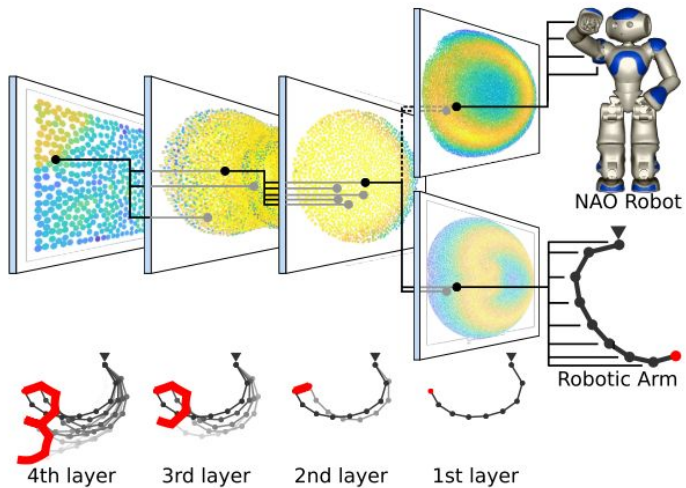 NAO Robot
Robotic Arm
4th layer
3rd layer
2nd layer
1st layer